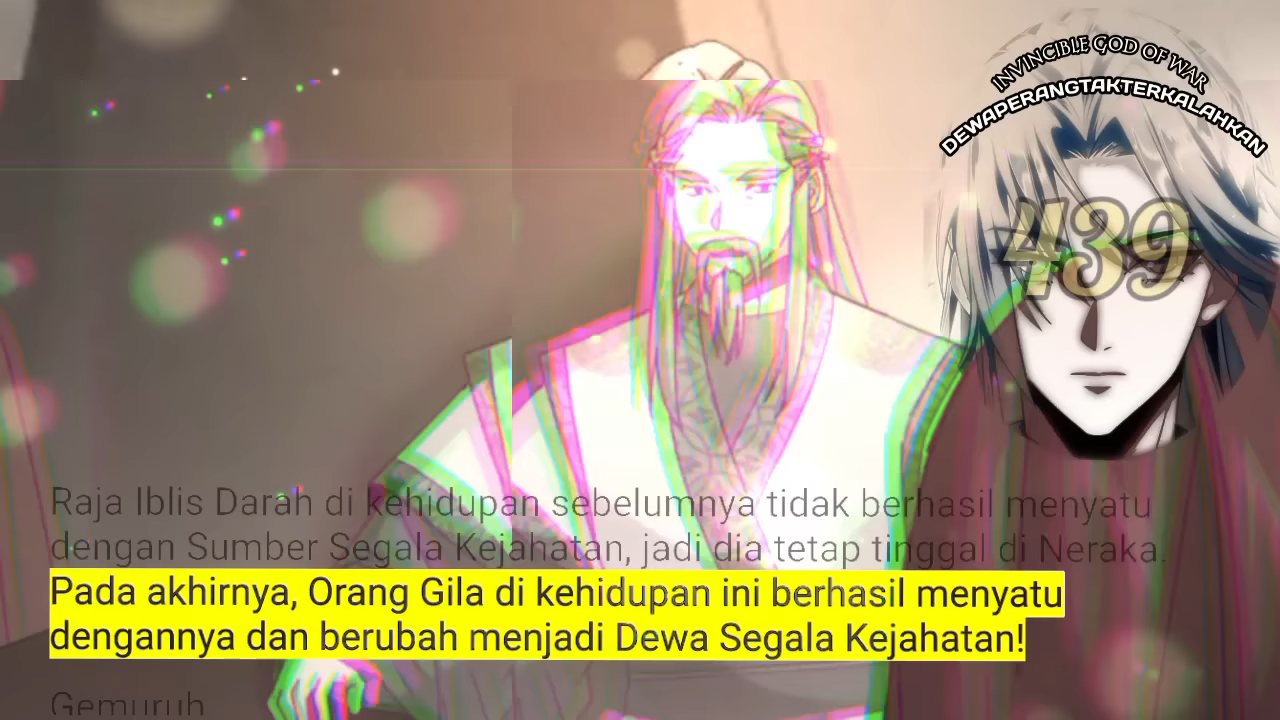 INVINCIBLE GOD OF WAR
DEWAPERANGTAKTERKALAHKAN
439
Raja Iblis Darah di kehidupan sebelumnya tidak berhasil menyatu
dengan Sumber Segala Kejahatan, jadi dia tetap tinggal di Neraka.
Pada akhirnya, Orang Gila di kehidupan ini berhasil menyatu
dengannya dan berubah menjadi Dewa Segala Kejahatan!
Gemuruh